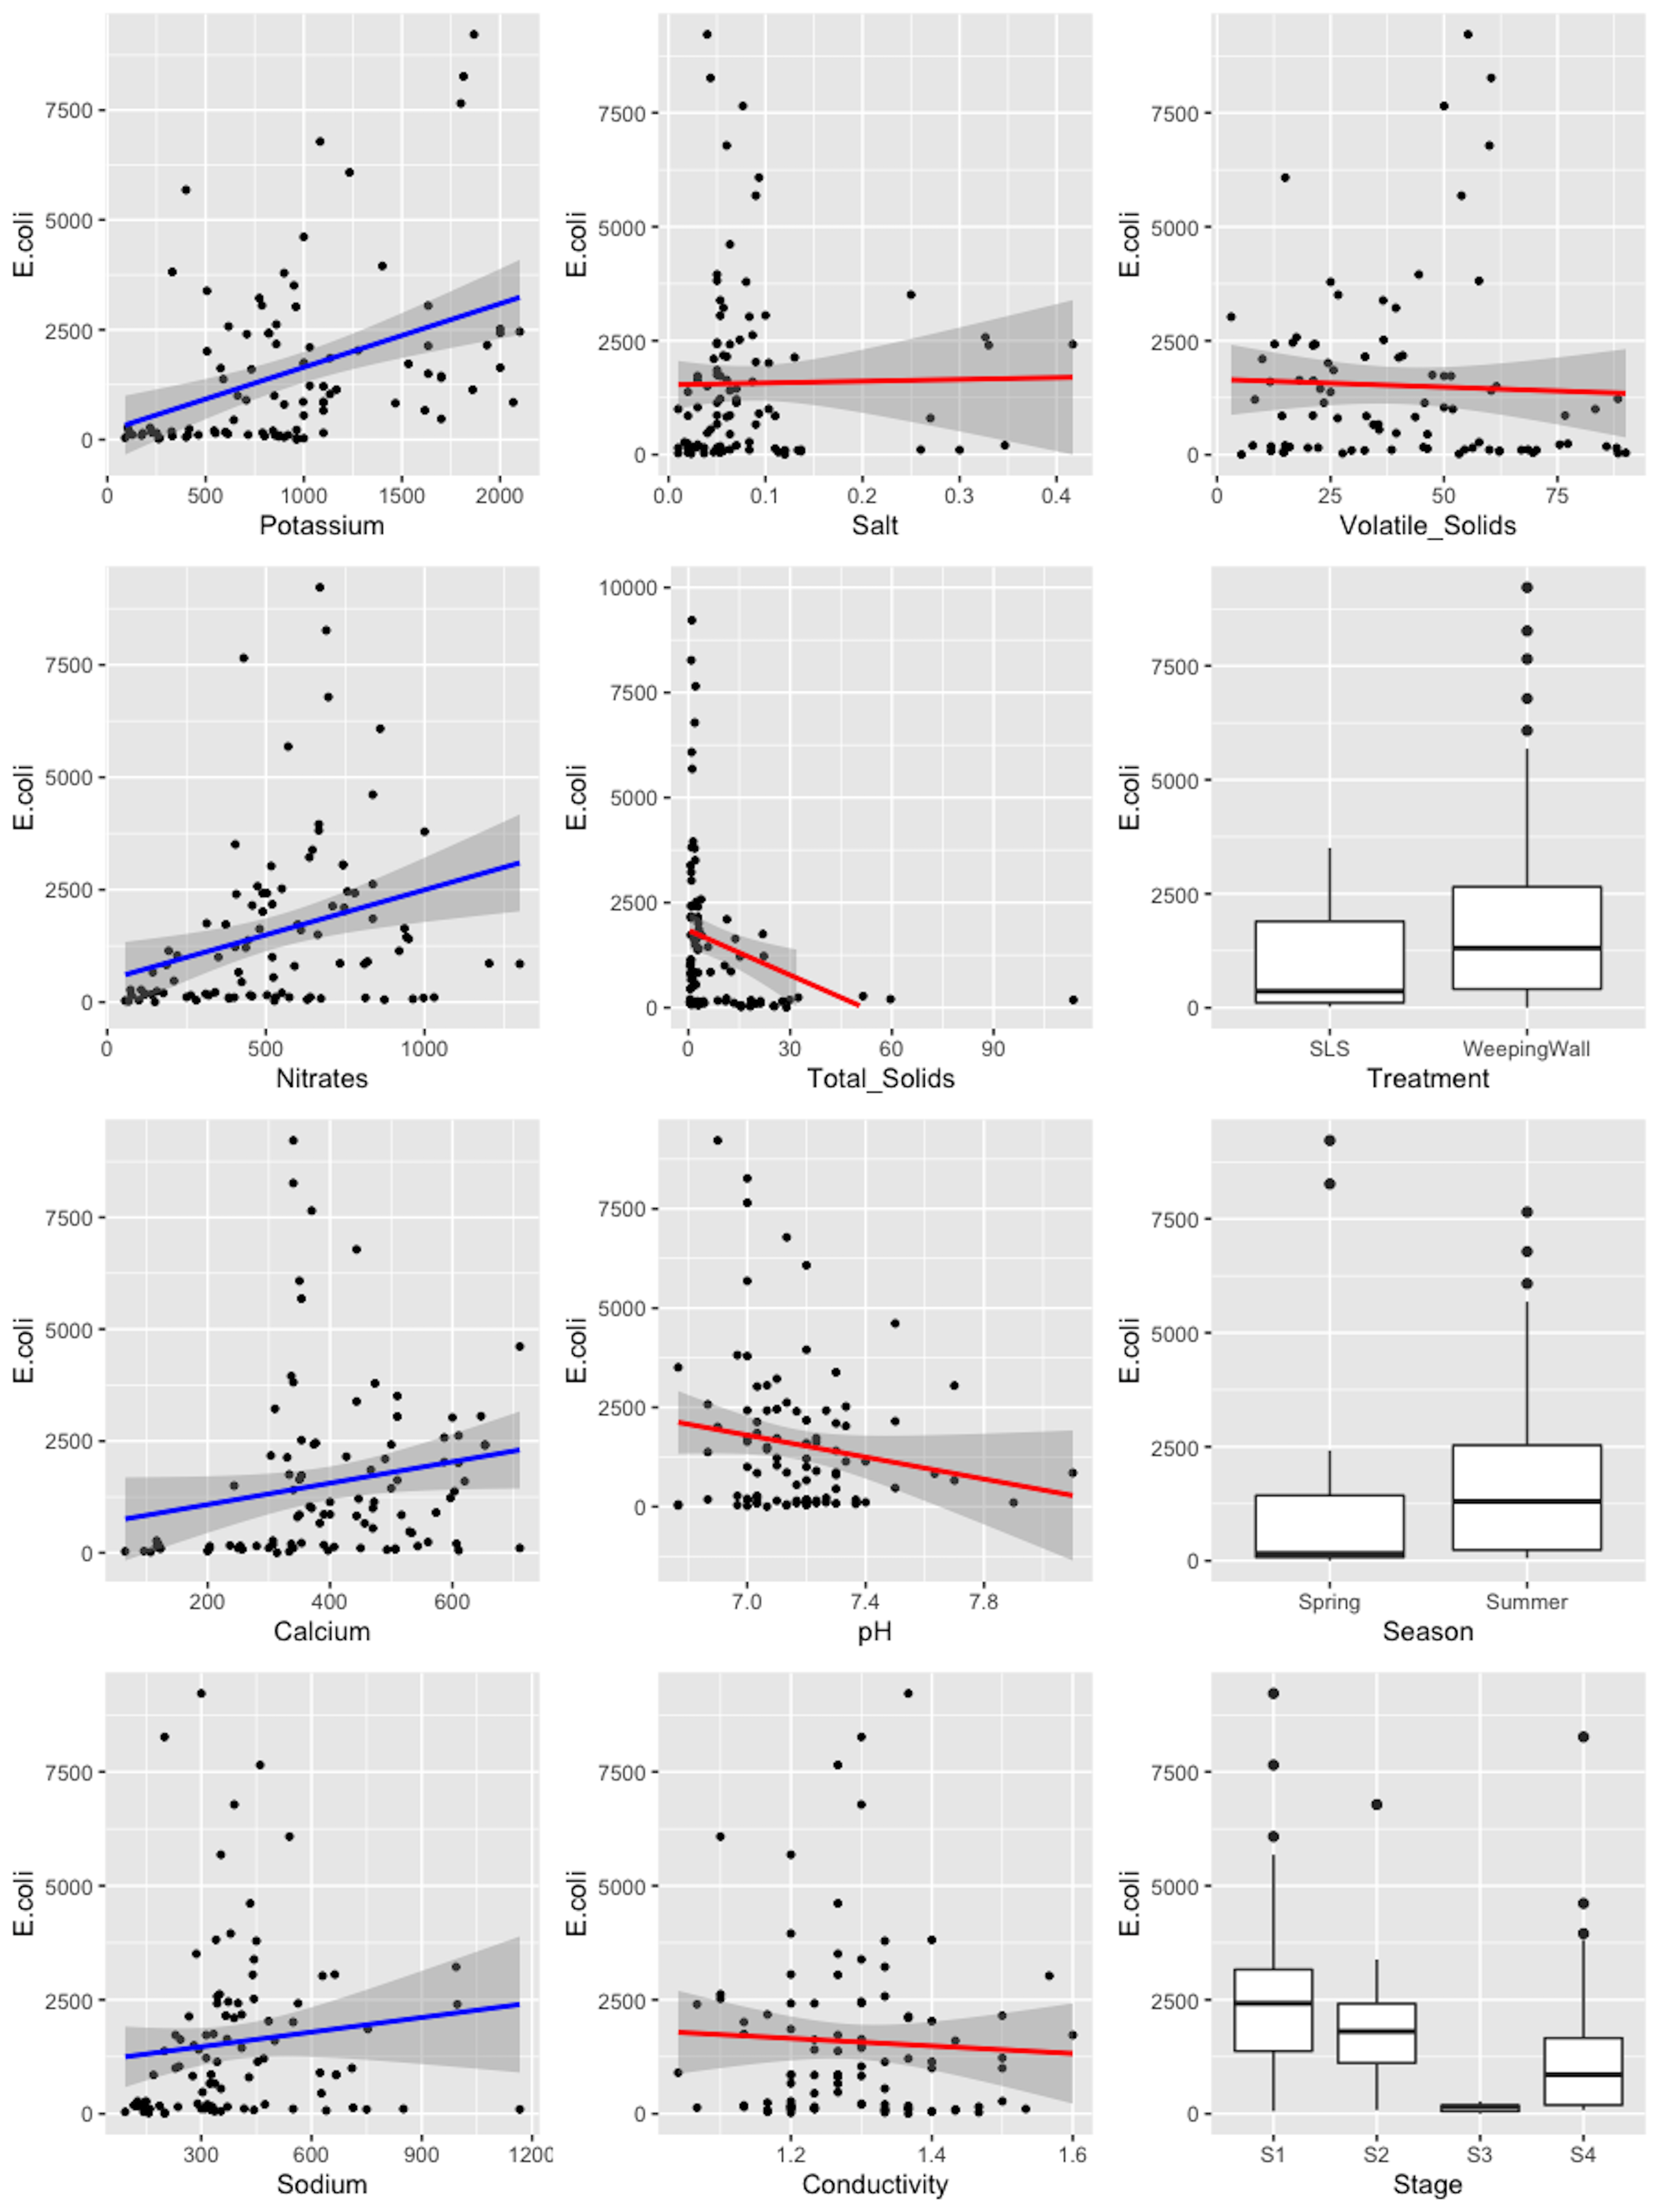 E.coli
7500
5000
2500
0
0 500 1000 1500 2000
Potassium
E.coli
7500
5000
2500
0
0.0 0.1 0.2 0.3 0.4
Salt
E.coli
7500
5000
2500
0
0 25 50 75
Volatile_Solids
E.coli
7500
5000
2500
0
0 500 1000
Nitrates
E.coli
10000
7500
5000
2500
0
0 30 60 90
Total_Solids
E.coli
7500
5000
2500
0
SLS WeepingWall
Treatment
E.coli
7500
5000
2500
0
200 400 600
Calcium
E.coli
7500
5000
2500
0
7.0 7.4 7.8
pH
E.coli
7500
5000
2500
0
Spring Summer
Season
E.coli
7500
5000
2500
0
300 600 900 1200
Sodium
E.coli
7500
5000
2500
0
1.2 1.4 1.6
Conductivity
E.coli
7500
5000
2500
0
S1 S2 S3 S4
Stage